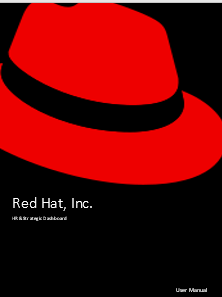 Red Hat, Inc.
HR & Strategic Dashboard
User Manual